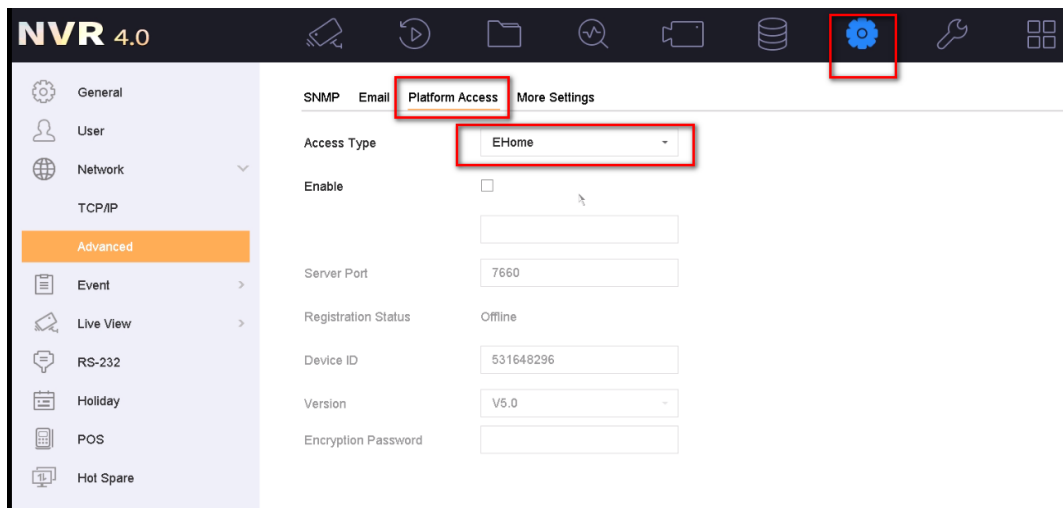 NVR 4.0
General
User
Network
TCP/IP
Advanced
Event
Live View
RS-232
Holiday
POS
Hot Spare
SNMP Email Platform Access More Settings
Access Type EHome
Enable
Server Port 7660
Registration Status Offline
Device ID 531648296
Version V5.0
Encryption Password